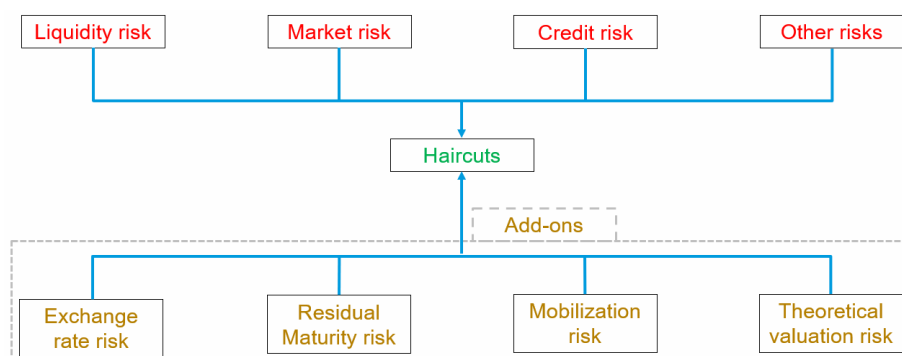 Liquidity risk
Market risk
Credit risk
Other risks
Haircuts
Add-ons
Exchange
rate risk
Residual
Maturity risk
Mobilization
risk
Theoretical
valuation risk